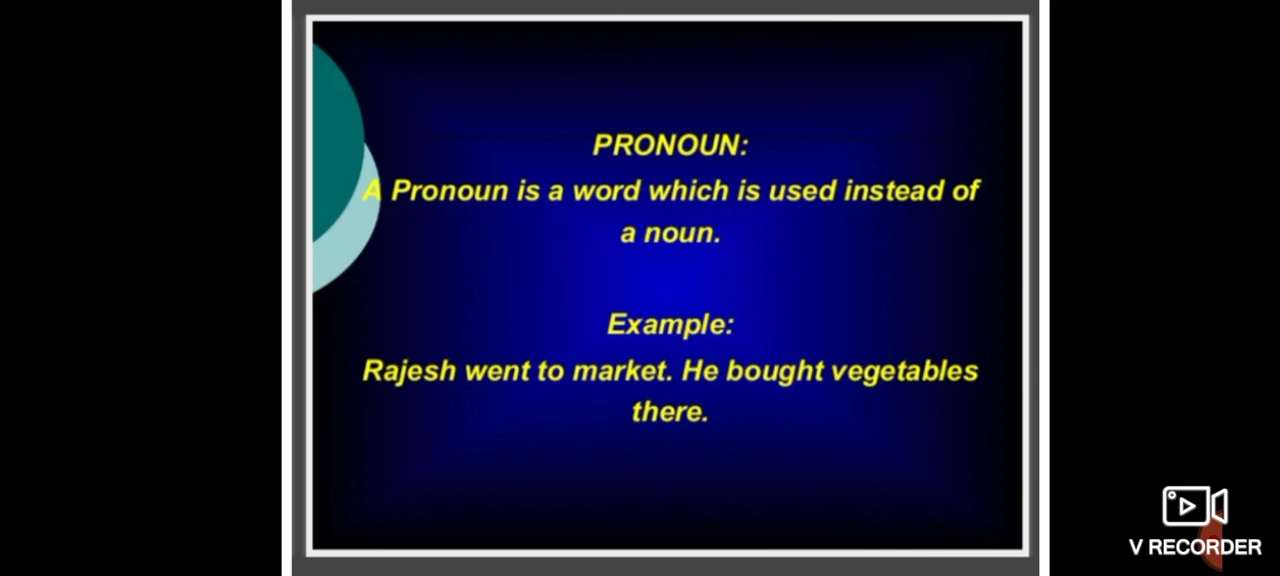 PRONOUN:
A Pronoun is a word which is used instead of
a noun.
Example:
Rajesh went to market. He bought vegetables
there.
V RECORDER